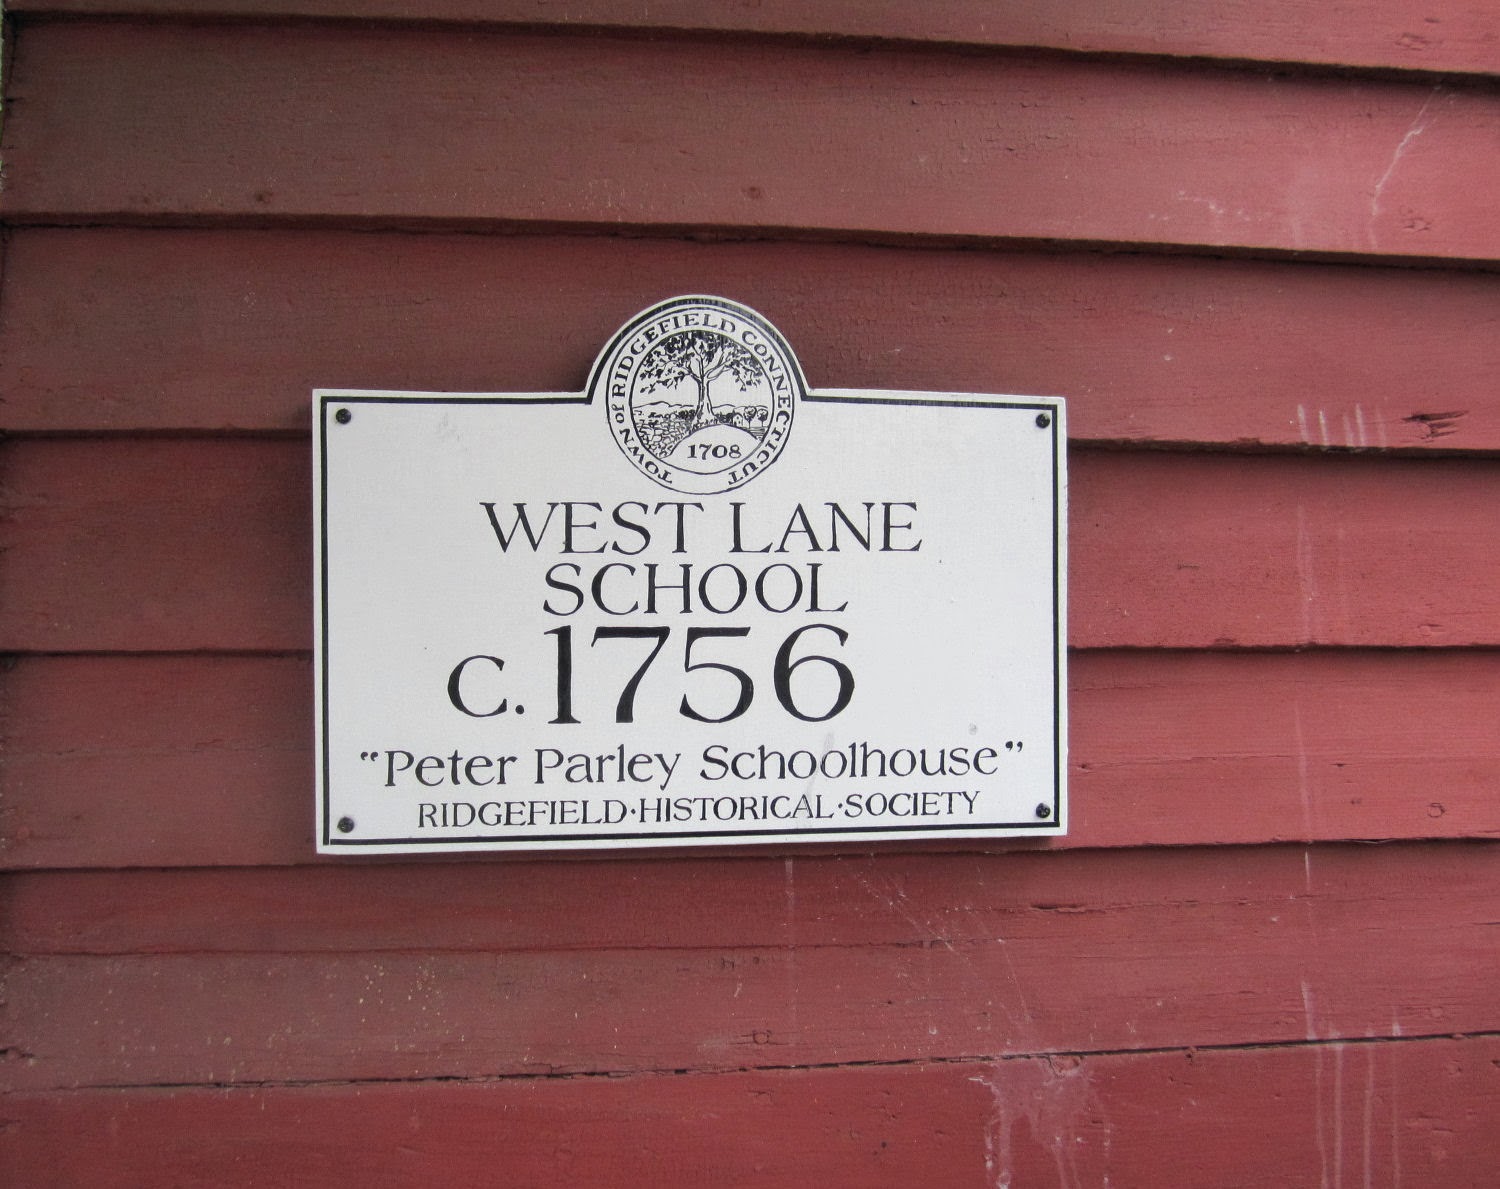 TOWN of RIDGEFIELD CONNECTICUT
1708
WEST LANE
SCHOOL
c.1756
“Peter Parley Schoolhouse”
RIDGEFIELD·HISTORICAL·SOCIETY